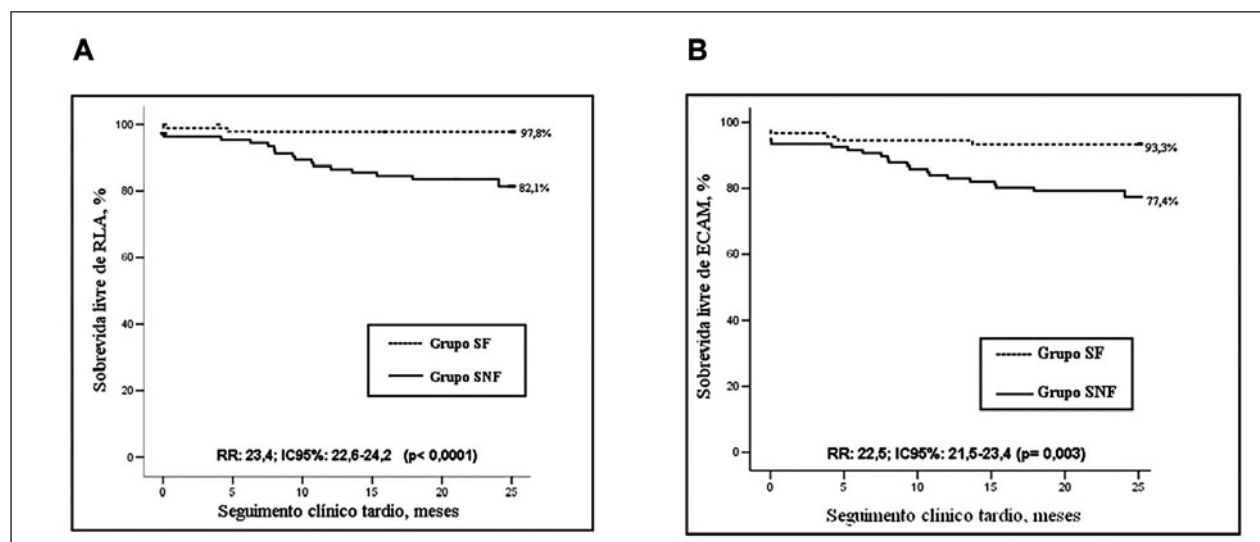 A
Sobrevida livre de RLA, %
100
80
60
40
20
0
97,8%
82,1%
Grupo SF
Grupo SNF
RR: 23,4; IC95%: 22,6-24,2 (p< 0,0001)
0 5 10 15 20 25
Seguimento clínico tardio, meses
B
Sobrevida livre de ECAM, %
100
80
60
40
20
0
93,3%
77,4%
Grupo SF
Grupo SNF
RR: 22,5; IC95%: 21,5-23,4 (p= 0,003)
0 5 10 15 20 25
Seguimento clinico tardio, meses